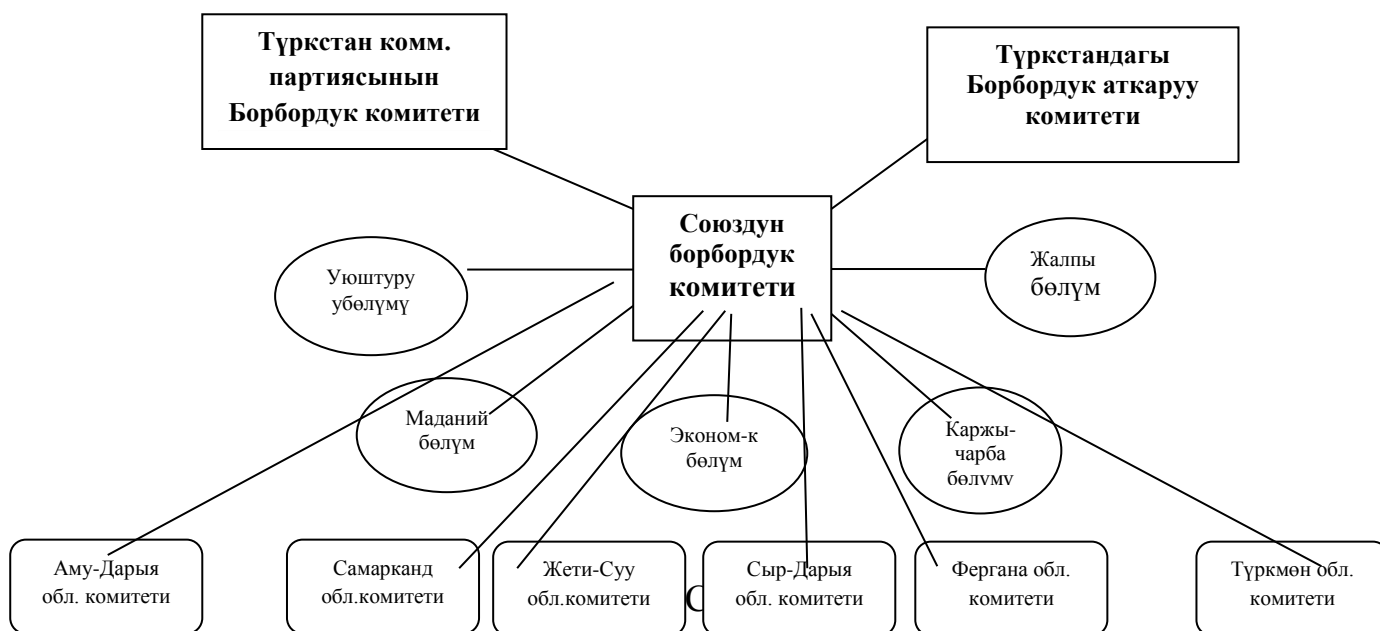 Түркстан комм.
партиясынын
Борбордук комитети
Түркстандагы
Борбордук аткаруу
комитети
Союздун
борбордук
комитети
Уюштуру
убөлүмү
Жалпы
бөлүм
Маданий
бөлүм
Эконом-к
бөлүм
Каржы-
чарба
бөлүмү
Аму-Дарыя
обл. комитети
Самарканд
обл.комитети
Жети-Суу
обл.комитети
Сыр-Дарыя
обл. комитети
Фергана обл.
комитети
Түркмөн обл.
комитети